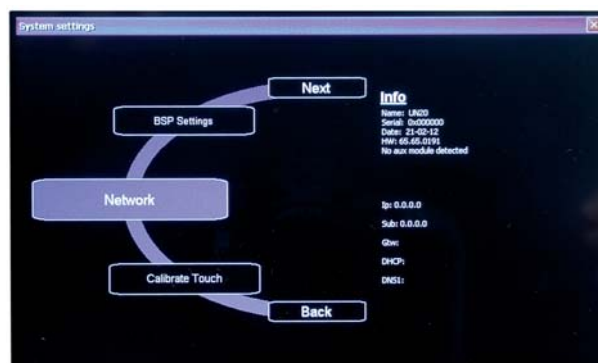 System settings
Next
BSP Settings
Network
Calibrate Touch
Back
Info
Name: UN20
Serial: 0x000000
Date: 21-02-12
HW: 65.65.0191
No aux module detected
Ip: 0.0.0.0
Sub: 0.0.0.0
Gtw:
DHCP:
DNS1: